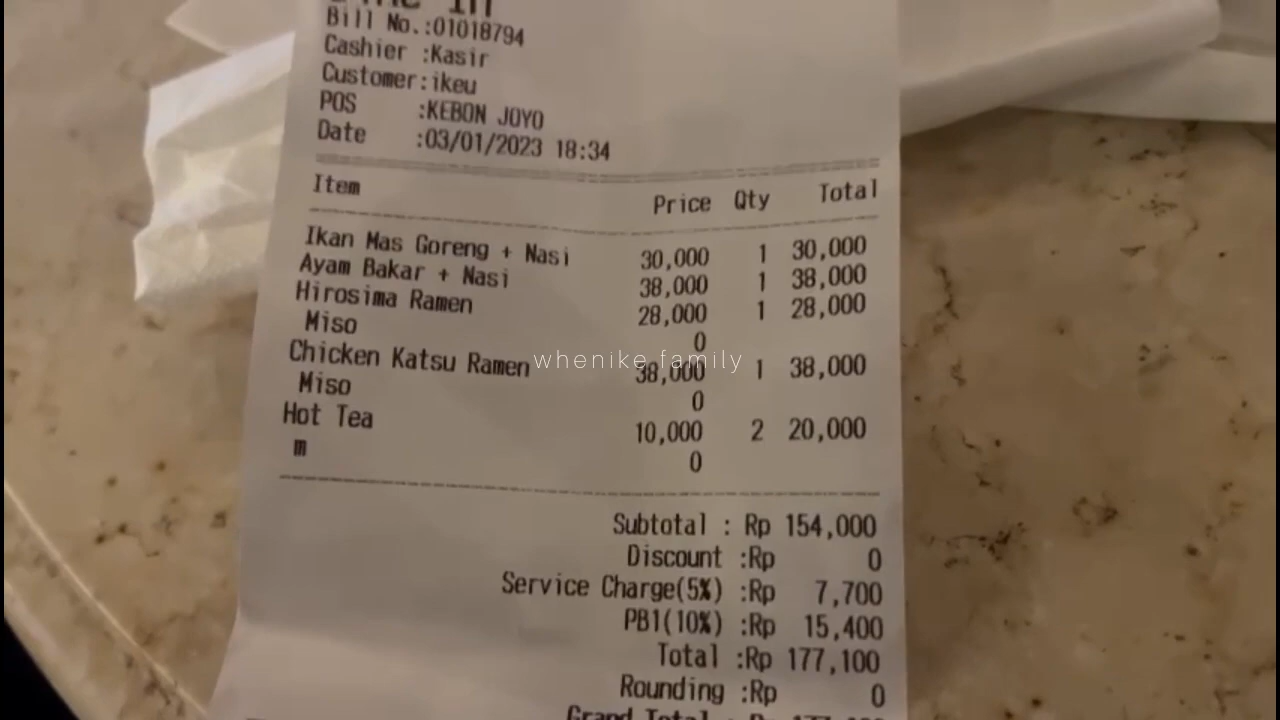 Bill No.:01018794
Cashier :Kasir
Customer:ikeu
POS :KEBON JOYO
Date :03/01/2023 18:34
Item Price Qty Total
Ikan Mas Goreng + Nasi 30,000 1 30,000
Ayam Bakar + Nasi 38,000 1 38,000
Hirosima Ramen 28,000 1 28,000
Miso 0
Chicken Katsu Ramen 38,000 1 38,000
Miso 0
Hot Tea 10,000 2 20,000
m 0
whenike family
Subtotal : Rp 154,000
Discount :Rp 0
Service Charge(5%) :Rp 7,700
PB1(10%) :Rp 15,400
Total :Rp 177,100
Rounding :Rp 0
Grand Total : Rp